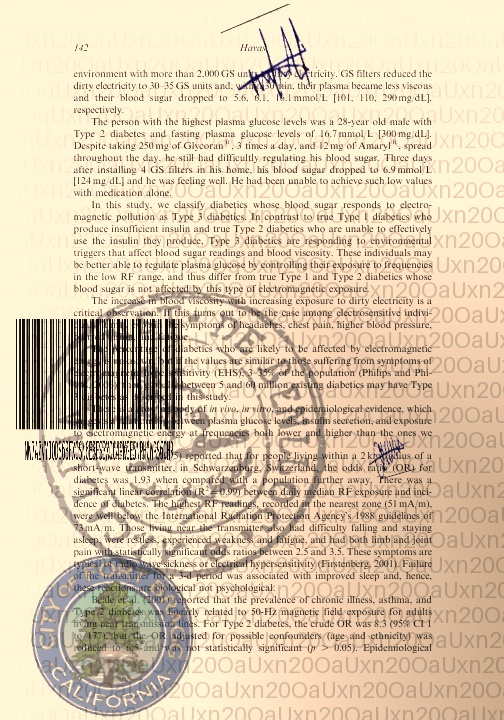 142
Havas
environment with more than 2,000 GS electricity. GS filters reduced the
dirty electricity to 30–35 GS units and, their plasma became less viscous
and their blood sugar dropped to 5.6, 6.1, 16.1 mmol/L [101, 110, 290 mg/dL],
respectively.
The person with the highest plasma glucose levels was a 28-year old male with
Type 2 diabetes and fasting plasma glucose levels of 16.7 mmol/L [300 mg/dL].
Despite taking 250 mg of Glycoran®, 3 times a day, and 12 mg of Amaryl®, spread
throughout the day, he still had difficultly regulating his blood sugar. Three days
after installing 4 GS filters in his home, his blood sugar dropped to 6.9 mmol/L
[124 mg/dL] and he was feeling well. He had been unable to achieve such low values
with medication alone.
In this study, we classify diabetics whose blood sugar responds to electro-
magnetic pollution as Type 3 diabetics. In contrast to true Type 1 diabetics who
produce insufficient insulin and true Type 2 diabetics who are unable to effectively
use the insulin they produce, Type 3 diabetics are responding to environmental
triggers that affect blood sugar readings and blood viscosity. These individuals may
be better able to regulate plasma glucose by controlling their exposure to frequencies
in the low RF range, and thus differ from true Type 1 and Type 2 diabetics whose
blood sugar is not affected by this type of electromagnetic exposure.
The increase in blood viscosity with increasing exposure to dirty electricity is a
critical observation. If this turns out to be the case among electrosensitive indivi-
symptoms of headaches, chest pain, higher blood pressure,
diabetics who are likely to be affected by electromagnetic
if the values are similar to those suffering from symptoms of
sensitivity (EHS), 3–35% of the population (Philips and Phi-
between 5 and 60 million existing diabetics may have Type
in this study.
body of in vivo, in vitro, and epidemiological evidence, which
between plasma glucose levels, insulin secretion, and exposure
to electromagnetic energy at frequencies both lower and higher than the ones we
reported that for people living within a 2 km radius of a
short-wave transmitter, in Schwarzenburg, Switzerland, the odds ratio (OR) for
diabetes was 1.93 when compared with a population further away. There was a
significant linear correlation (R² = 0.99) between daily median RF exposure and inci-
dence of diabetes. The highest RF readings, recorded in the nearest zone (51 mA/m),
were well below the International Radiation Protection Agency's 1988 guidelines of
73 mA/m. Those living near the transmitter also had difficulty falling and staying
asleep, were restless, experienced weakness and fatigue, and had both limb and joint
pain with statistically significant odds ratios between 2.5 and 3.5. These symptoms are
typical of radio wave sickness or electrical hypersensitivity (Firstenberg, 2001). Failure
of the transmitter for a 3-d period was associated with improved sleep and, hence,
these reactions are biological not psychological.
Beale et al. (2001) reported that the prevalence of chronic illness, asthma, and
Type 2 diabetes was linearly related to 50-Hz magnetic field exposure for adults
living near transmission lines. For Type 2 diabetes, the crude OR was 8.3 (95% CI 1
to 177), but the OR adjusted for possible confounders (age and ethnicity) was
reduced to 6.5 and was not statistically significant (p > 0.05). Epidemiological
CALIFORNIA